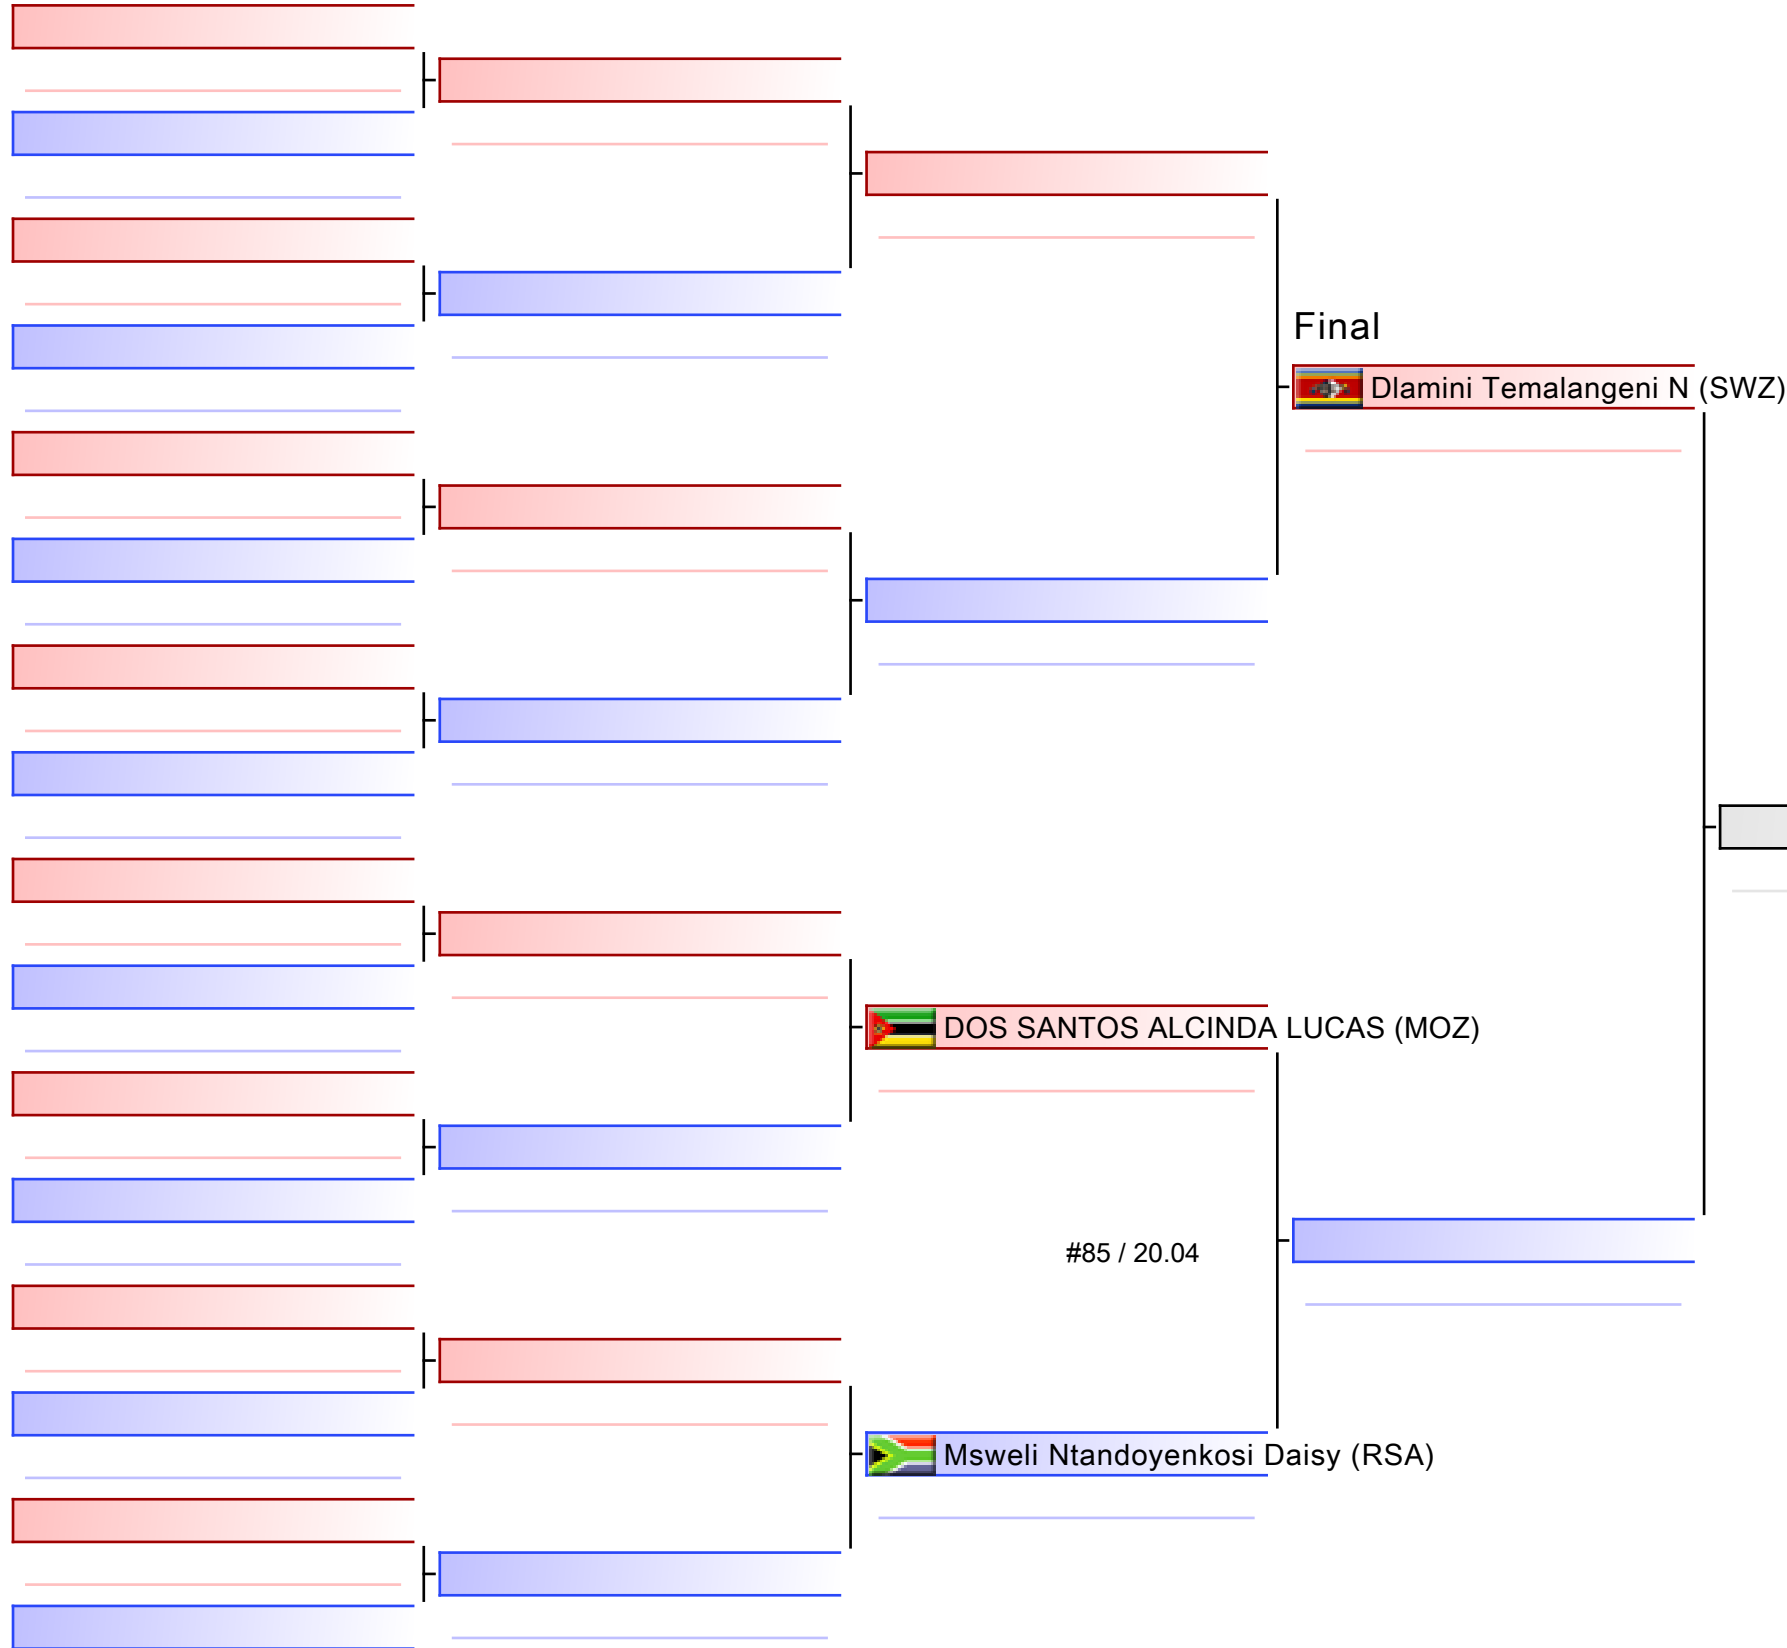 Final
Dlamini Temalangeni N (SWZ)
DOS SANTOS ALCINDA LUCAS (MOZ)
#85 / 20.04
Msweli Ntandoyenkosi Daisy (RSA)